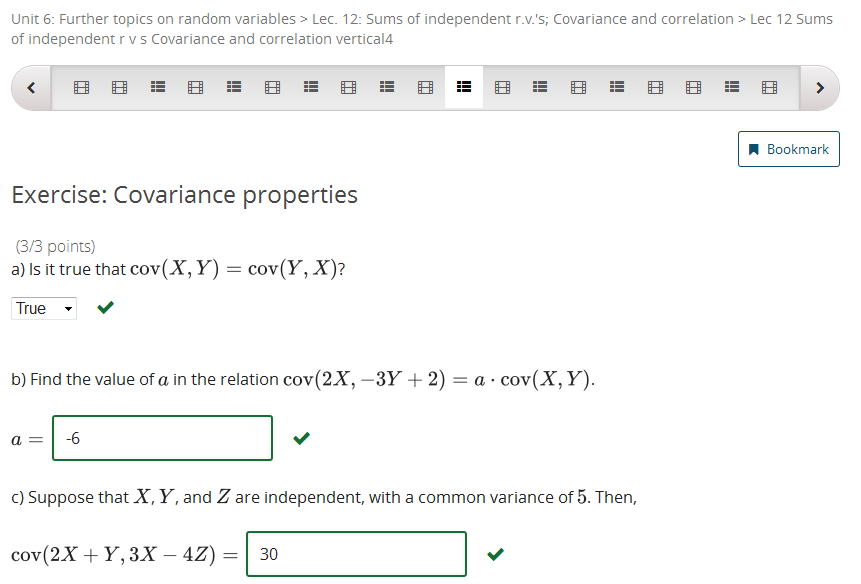 Unit 6: Further topics on random variables > Lec. 12: Sums of independent r.v.'s; Covariance and correlation > Lec 12 Sums
of independent r v s Covariance and correlation vertical4
Bookmark
Exercise: Covariance properties
(3/3 points)
a) Is it true that cov(X, Y) = cov(Y, X)?
True
b) Find the value of a in the relation cov(2X, −3Y + 2) = a · cov(X, Y).
a = -6
c) Suppose that X, Y, and Z are independent, with a common variance of 5. Then,
cov(2X + Y, 3X − 4Z) = 30